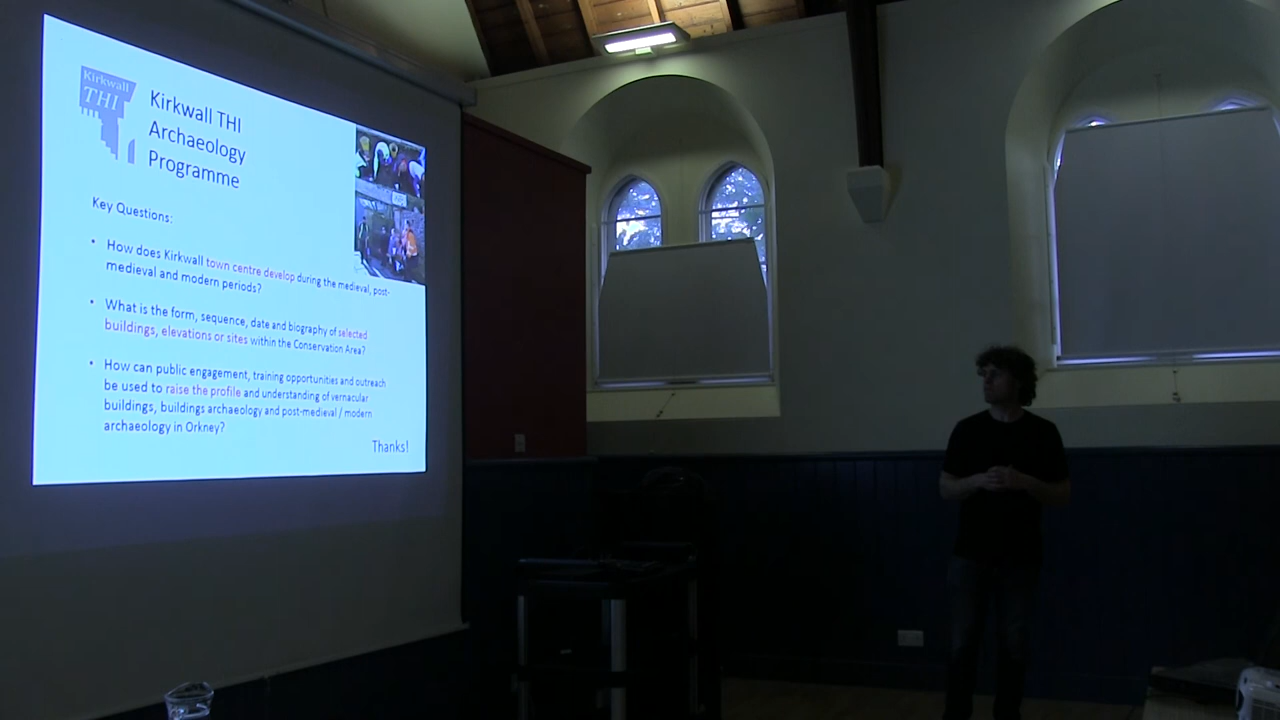 Kirkwall
THI
Kirkwall THI
Archaeology
Programme
Key Questions:
• How does Kirkwall town centre develop during the medieval, post-
medieval and modern periods?
• What is the form, sequence, date and biography of selected
buildings, elevations or sites within the Conservation Area?
• How can public engagement, training opportunities and outreach
be used to raise the profile and understanding of vernacular
buildings, buildings archaeology and post-medieval / modern
archaeology in Orkney?
Thanks!